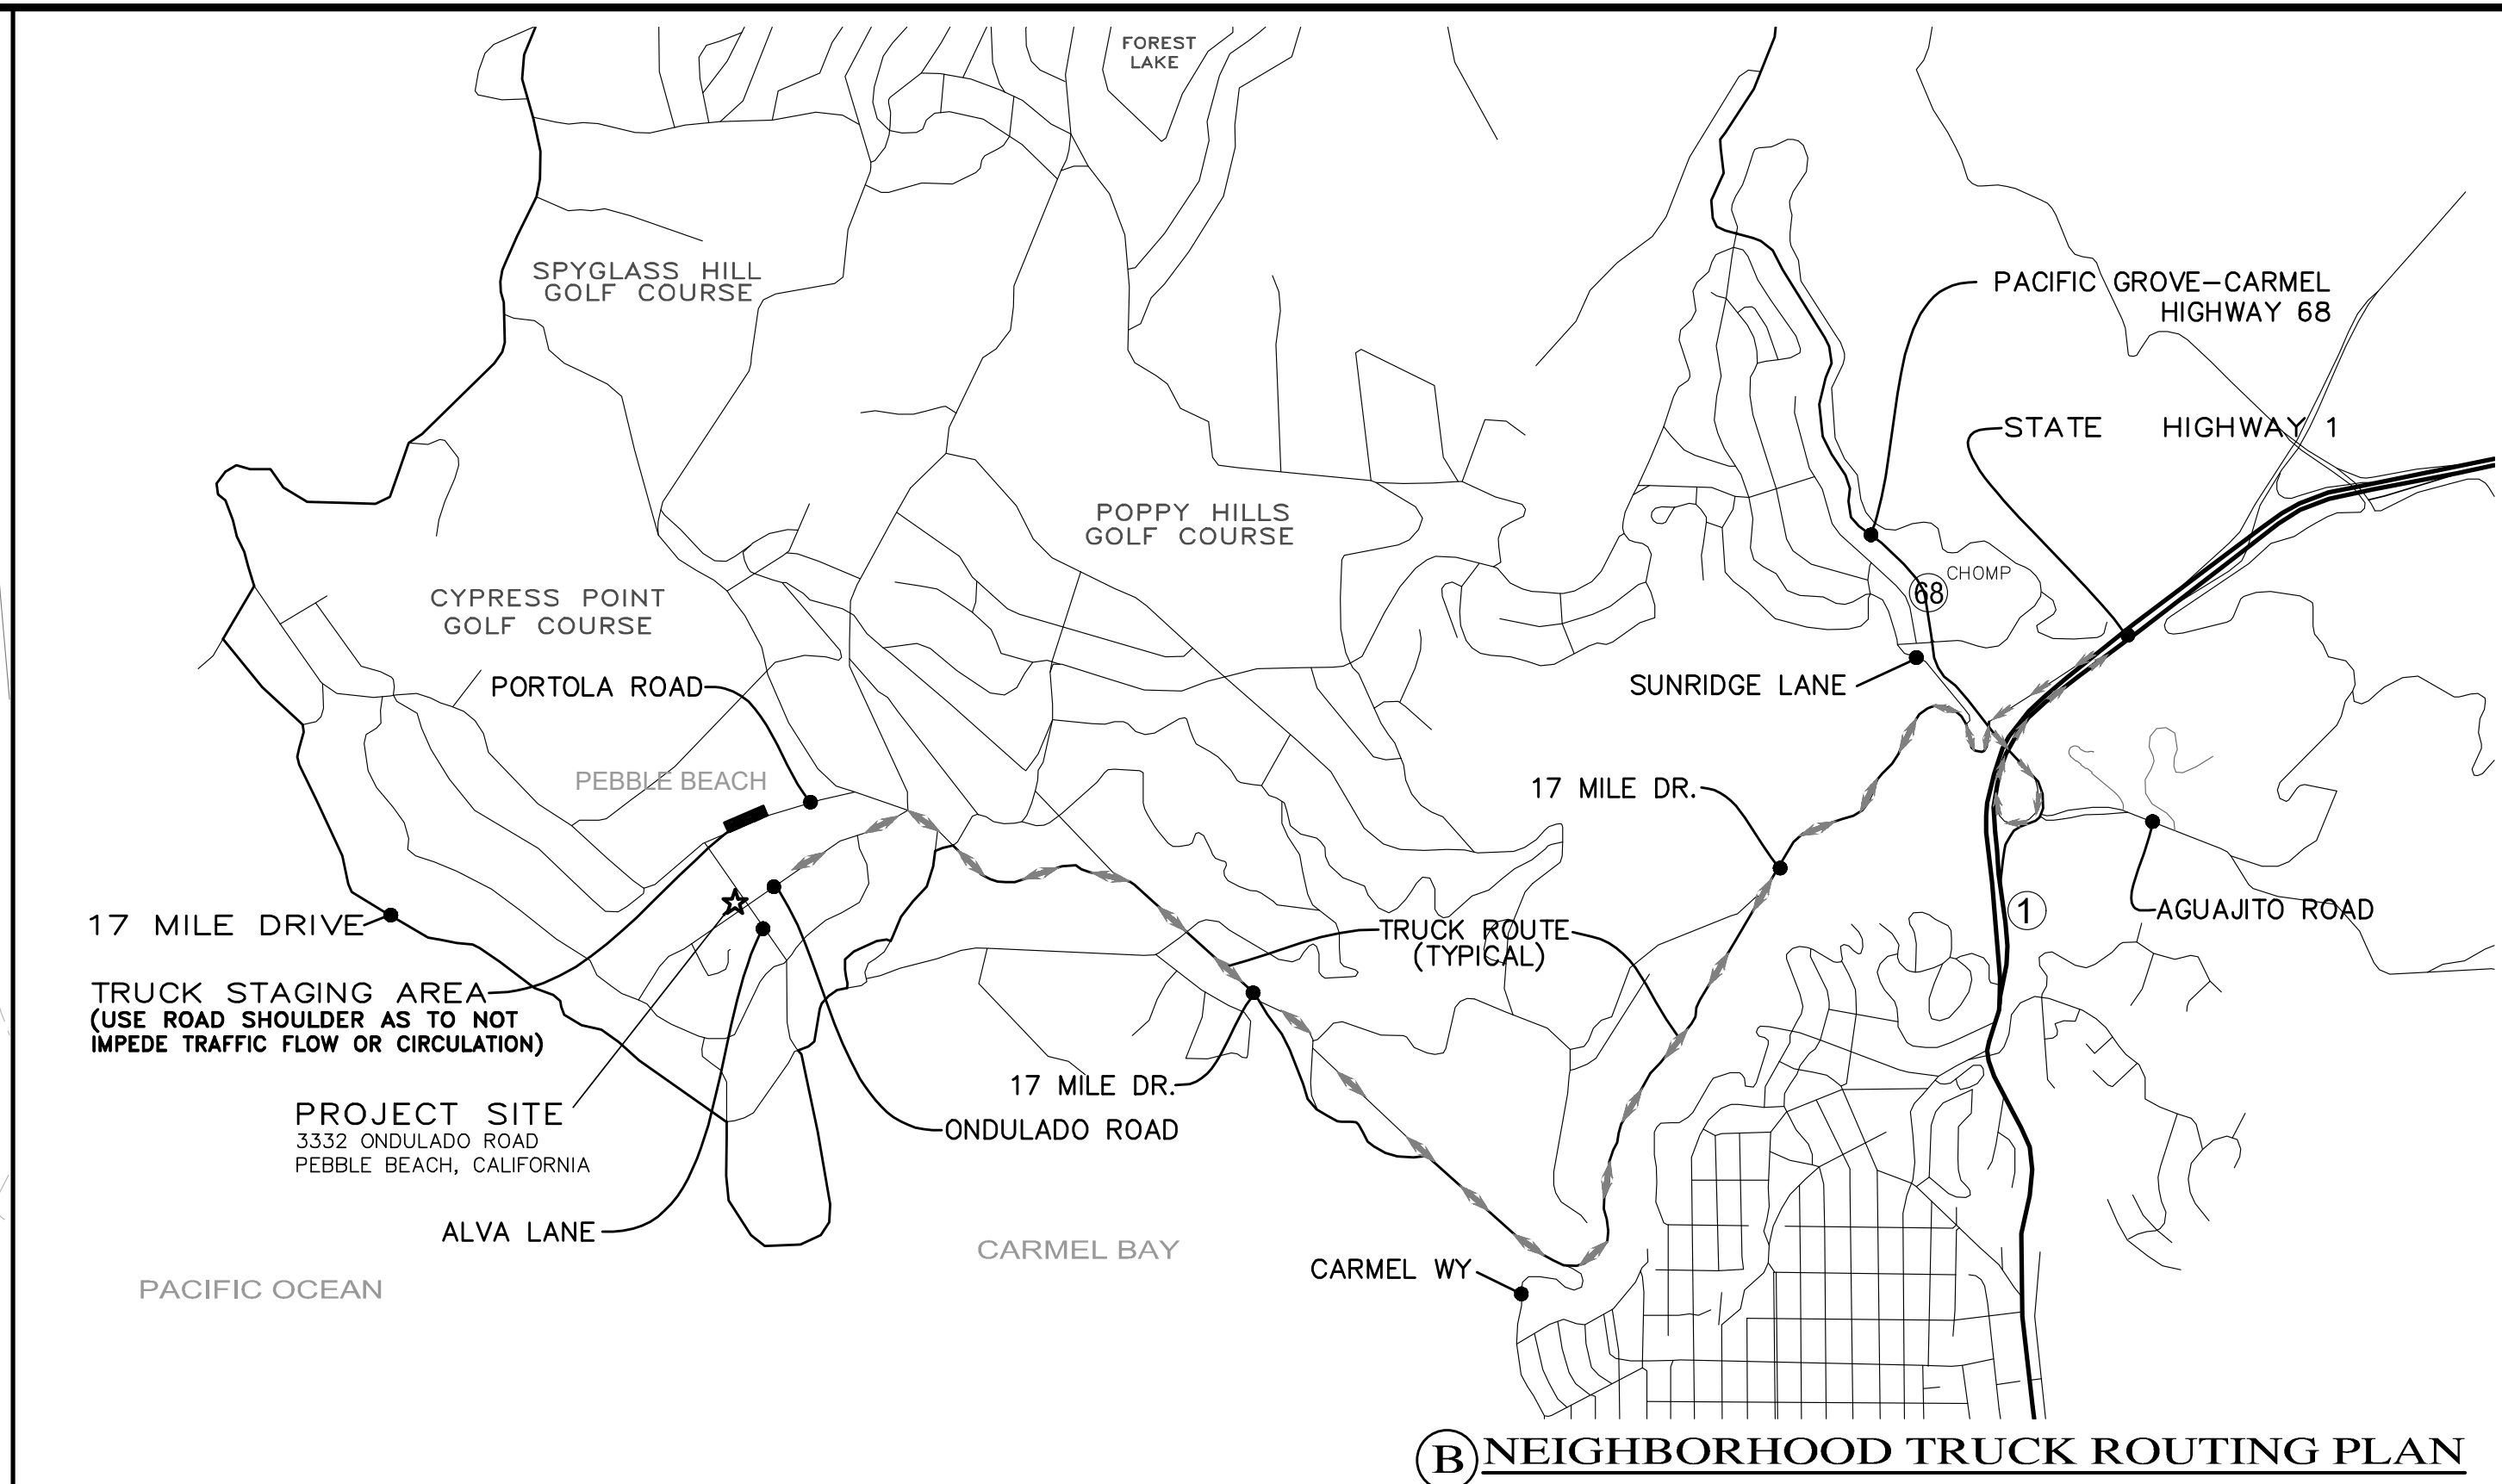 FOREST
LAKE
SPYGLASS HILL
GOLF COURSE
PACIFIC GROVE-CARMEL
HIGHWAY 68
STATE HIGHWAY 1
POPPY HILLS
GOLF COURSE
CHOMP
68
CYPRESS POINT
GOLF COURSE
PORTOLA ROAD
SUNRIDGE LANE
PEBBLE BEACH
17 MILE DR.
17 MILE DRIVE
TRUCK ROUTE
(TYPICAL)
1
AGUAJITO ROAD
TRUCK STAGING AREA
(USE ROAD SHOULDER AS TO NOT
IMPEDE TRAFFIC FLOW OR CIRCULATION)
17 MILE DR.
PROJECT SITE
3332 ONDULADO ROAD
PEBBLE BEACH, CALIFORNIA
ONDULADO ROAD
ALVA LANE
CARMEL BAY
CARMEL WY
PACIFIC OCEAN
B NEIGHBORHOOD TRUCK ROUTING PLAN